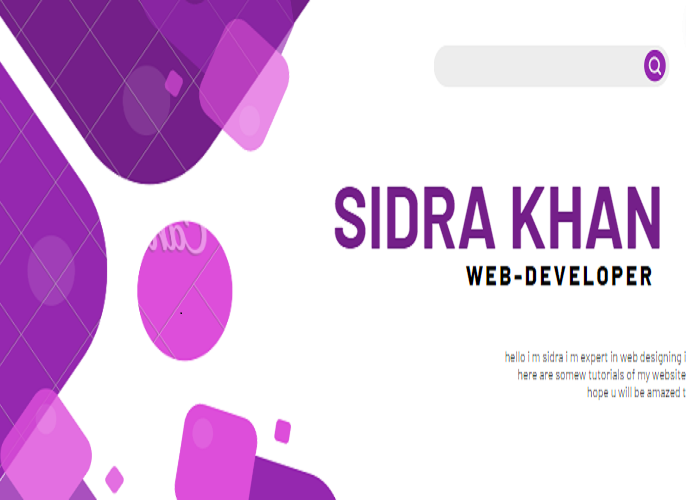 SIDRA KHAN
WEB-DEVELOPER
hello i m sidra i m expert in web designing i
here are somew tutorials of my website
hope u will be amazed t